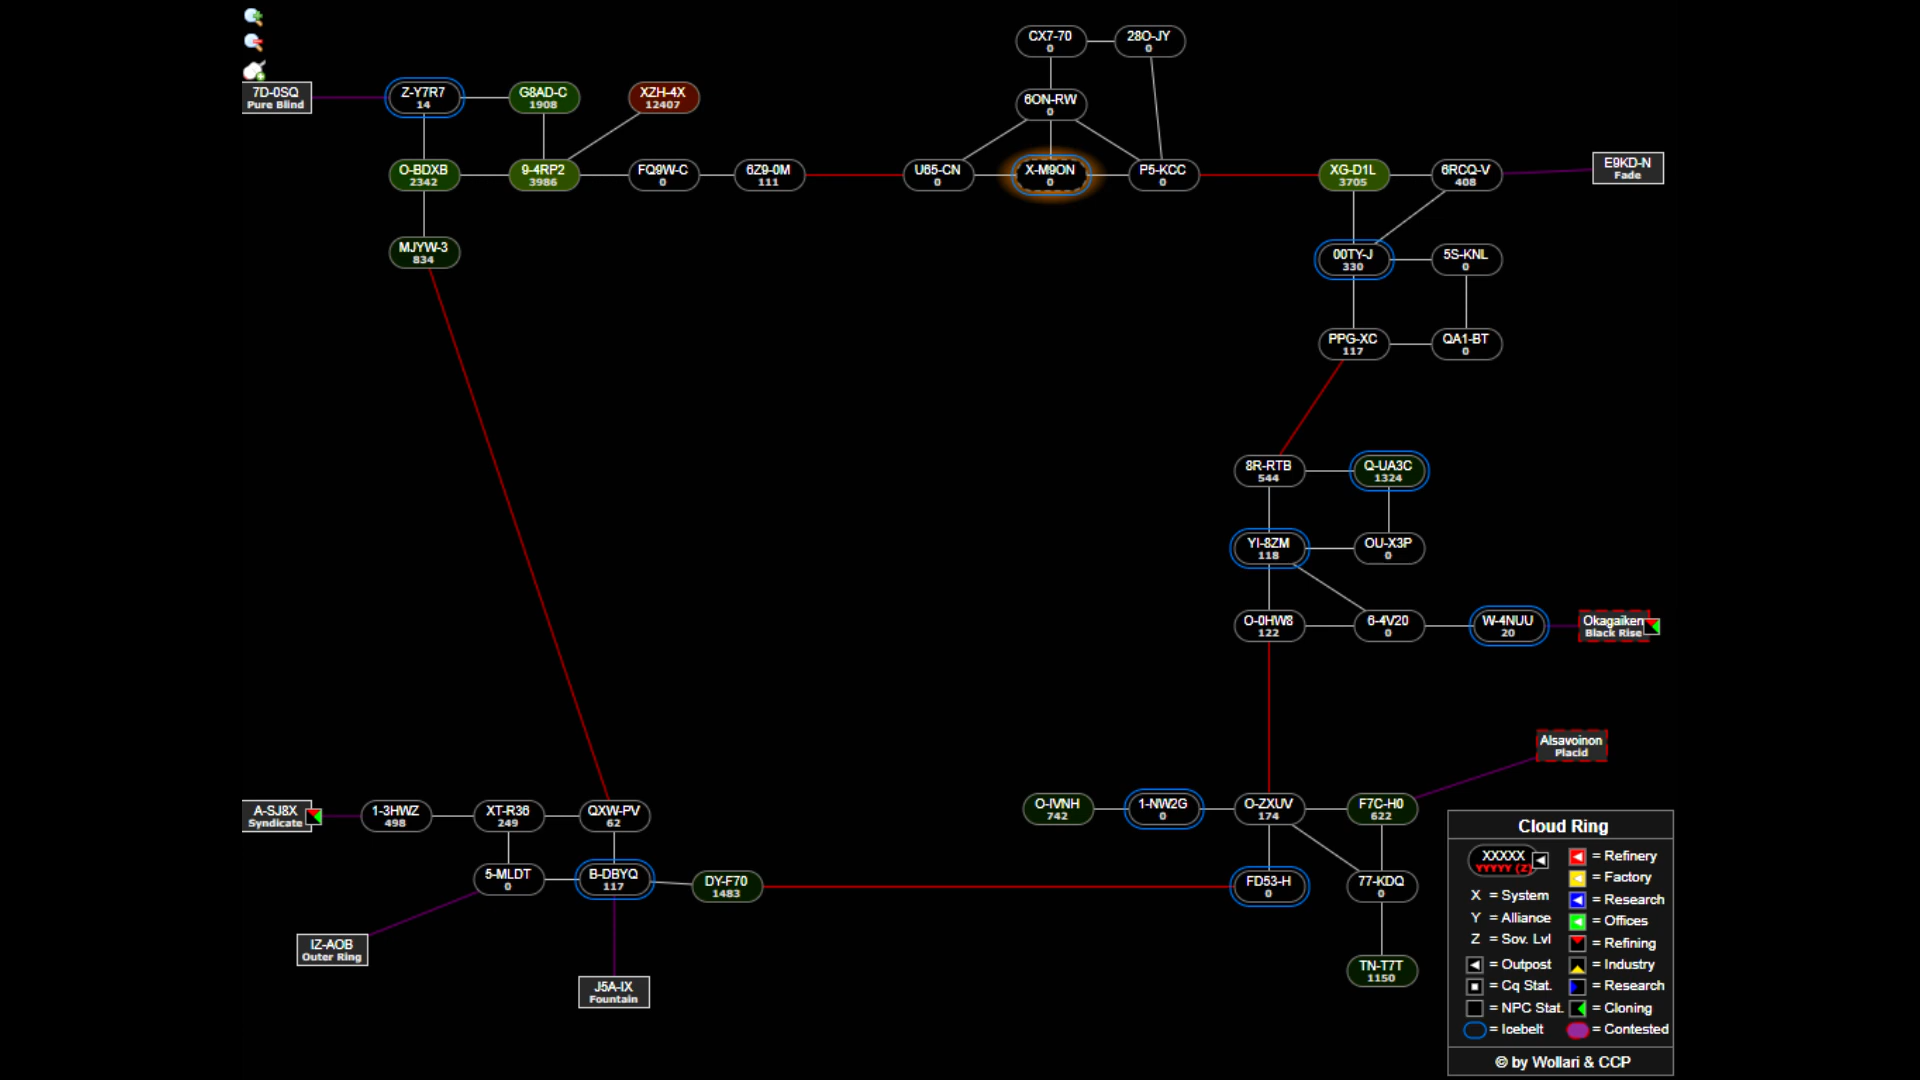 CX7-70
0
28O-JY
0
7D-0SQ
Pure Blind
Z-Y7R7
14
G8AD-C
1908
XZH-4X
12407
6ON-RW
0
O-BDXB
2342
9-4RP2
3986
FQ9W-C
0
6Z9-0M
111
U65-CN
0
X-M9ON
0
P5-KCC
0
XG-D1L
3705
6RCQ-V
408
E9KD-N
Fade
MJYW-3
834
00TY-J
330
5S-KNL
0
PPG-XC
117
QA1-BT
0
8R-RTB
544
Q-UA3C
1324
YI-8ZM
118
OU-X3P
0
O-0HW8
122
6-4V20
0
W-4NUU
20
Okagaiken
Black Rise
Alsavoinon
Placid
A-SJ8X
Syndicate
1-3HWZ
498
XT-R36
249
QXW-PV
62
O-IVNH
742
1-NW2G
0
O-ZXUV
174
F7C-H0
622
5-MLDT
0
B-DBYQ
117
DY-F70
1483
FD53-H
0
77-KDQ
0
IZ-AOB
Outer Ring
J5A-IX
Fountain
TN-T7T
1150
Cloud Ring
XXXXX
YYYYY (Z)
X = System
Y = Alliance
Z = Sov. Lvl
= Outpost
= Cq Stat.
= NPC Stat.
= Icebelt
= Refinery
= Factory
= Research
= Offices
= Refining
= Industry
= Research
= Cloning
= Contested
© by Wollari & CCP